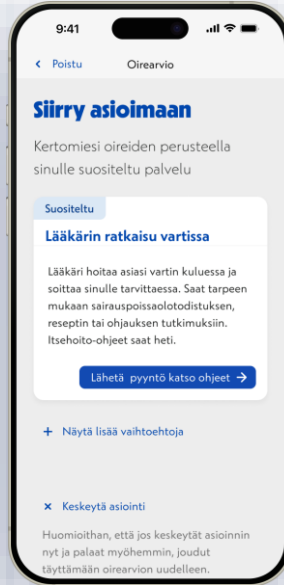 9:41
Poistu Oirearvio
Siirry asioimaan
Kertomiesi oireiden perusteella
sinulle suositeltu palvelu
Suositeltu
Lääkärin ratkaisu vartissa
Lääkäri hoitaa asiasi vartin kuluessa ja
soittaa sinulle tarvittaessa. Saat tarpeen
mukaan sairauspoissaolotodistuksen,
reseptin tai ohjauksen tutkimuksiin.
Itsehoito-ohjeet saat heti.
Lähetä pyyntö katso ohjeet →
+ Näytä lisää vaihtoehtoja
× Keskeytä asiointi
Huomioithan, että jos keskeytät asioinnin
nyt ja palaat myöhemmin, joudut
täyttämään oirearvion uudelleen.